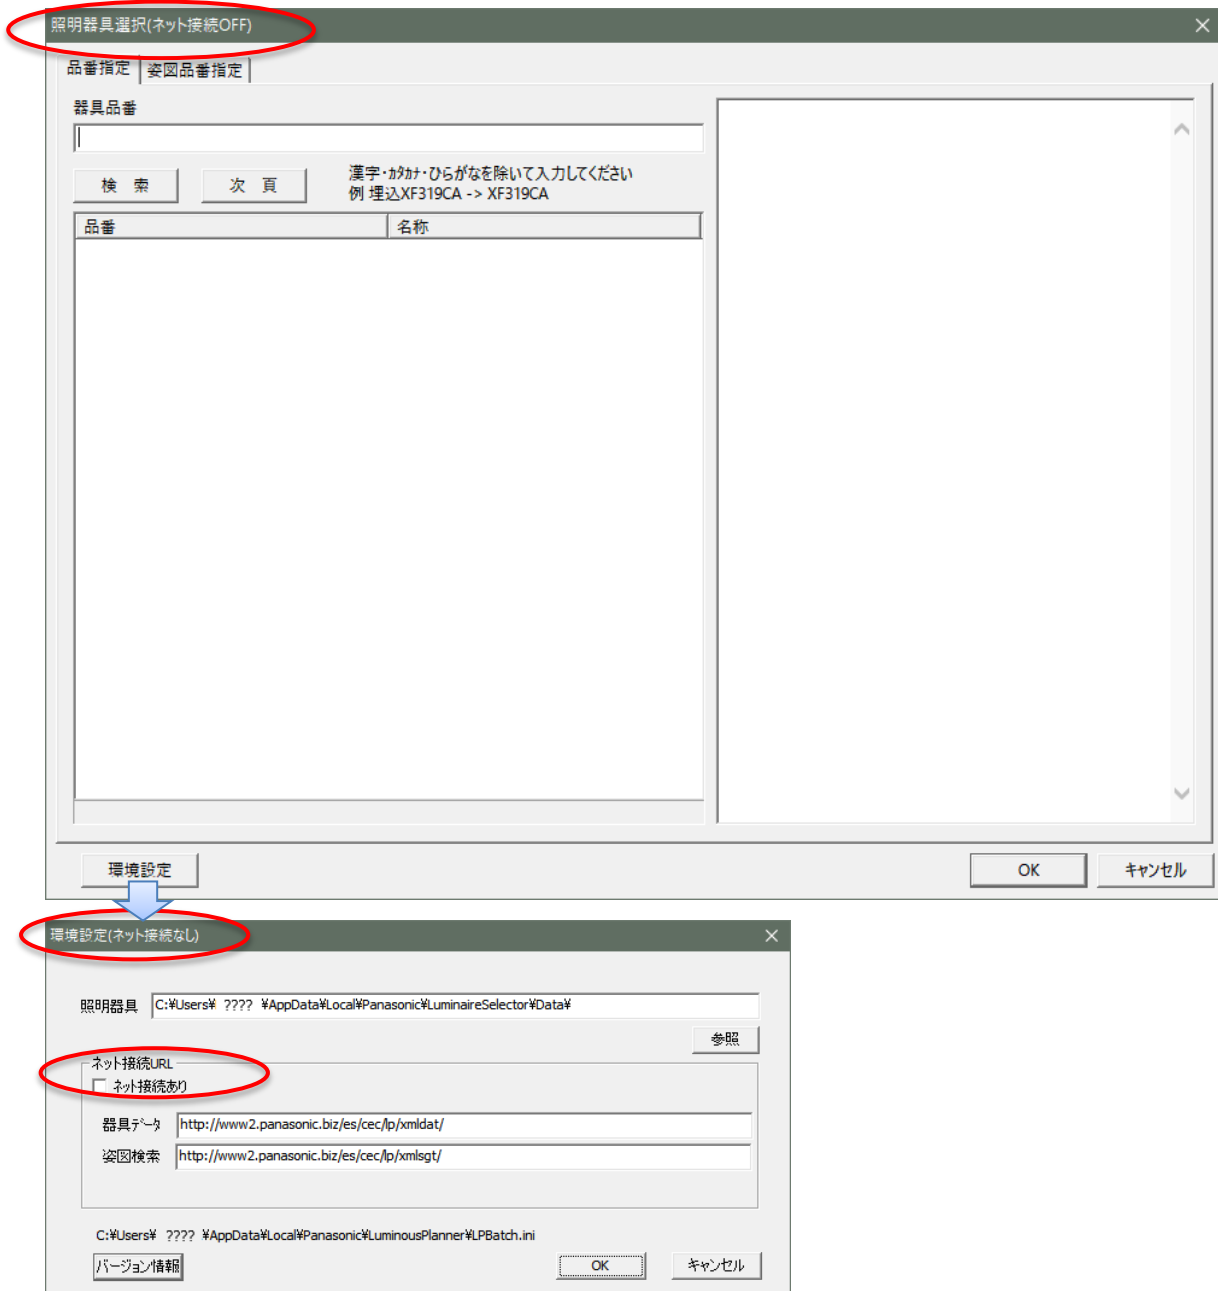 照明器具選択(ネット接続OFF)
品番指定 姿図品番指定
器具品番
検 索 次 頁
漢字・ｶﾀｶﾅ・ひらがなを除いて入力してください
例 埋込XF319CA -> XF319CA
品番 名称
環境設定 OK キャンセル
環境設定(ネット接続なし)
照明器具 C:¥Users¥ ???? ¥AppData¥Local¥Panasonic¥LuminaireSelector¥Data¥
参照
ネット接続URL
ネット接続あり
器具データ http://www2.panasonic.biz/es/cec/lp/xmldat/
姿図検索 http://www2.panasonic.biz/es/cec/lp/xmlsgt/
C:¥Users¥ ???? ¥AppData¥Local¥Panasonic¥LuminousPlanner¥LPBatch.ini
バージョン情報 OK キャンセル